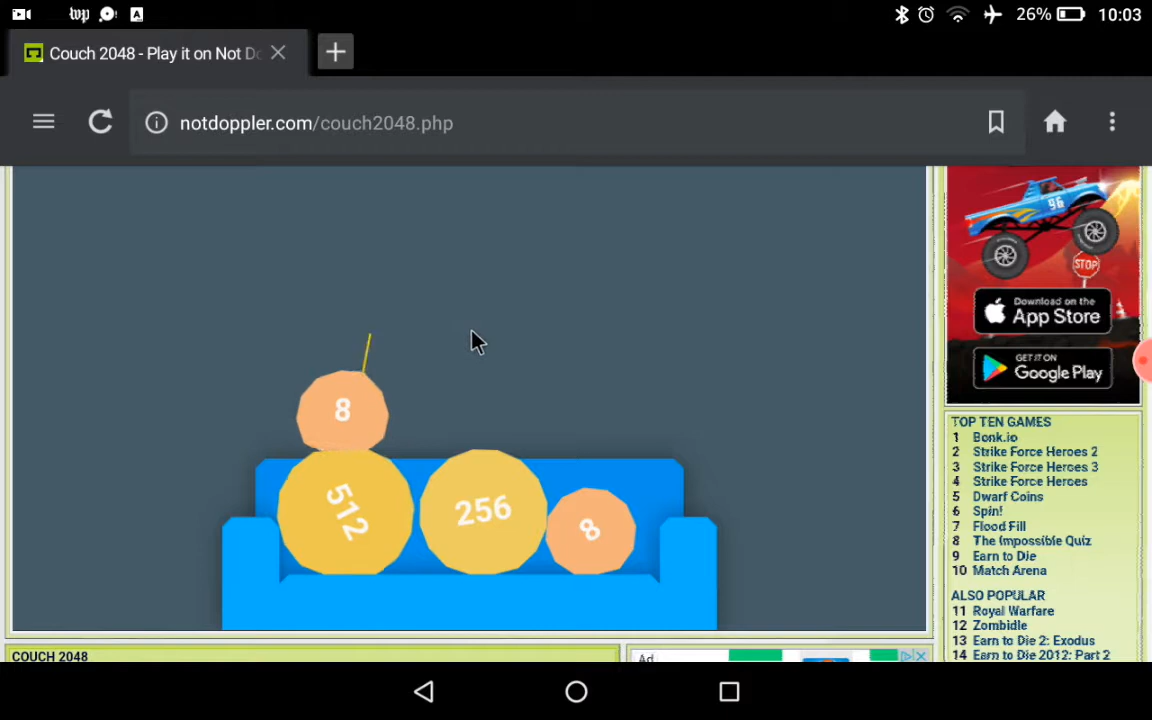 wp A 26% 10:03
Couch 2048 - Play it on Not Do
notdoppler.com/couch2048.php
96
STOP
Download on the
App Store
GET IT ON
Google Play
8
512
256
8
TOP TEN GAMES
1 Bonk.io
2 Strike Force Heroes 2
3 Strike Force Heroes 3
4 Strike Force Heroes
5 Dwarf Coins
6 Spin!
7 Flood Fill
8 The Impossible Quiz
9 Earn to Die
10 Match Arena
ALSO POPULAR
11 Royal Warfare
12 Zombidle
13 Earn to Die 2: Exodus
14 Earn to Die 2012: Part 2
COUCH 2048
Ad